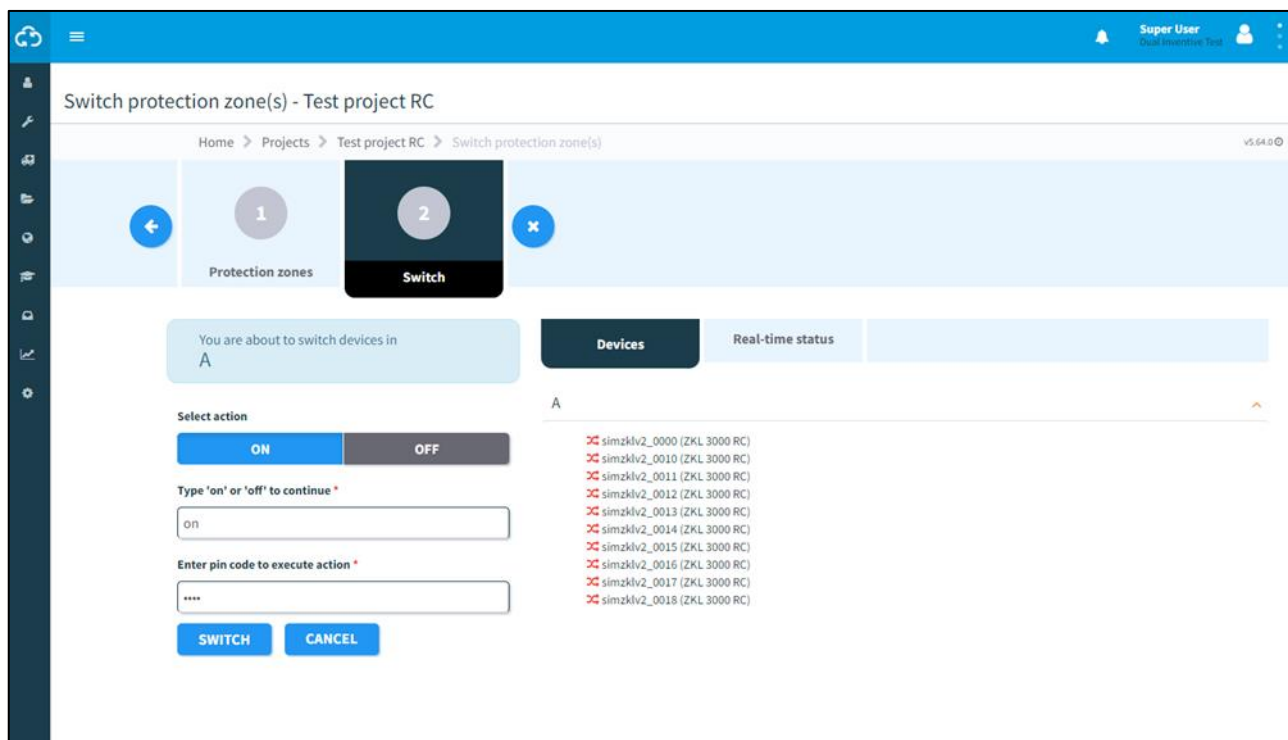 Super User
Dual Inventive Test
Switch protection zone(s) - Test project RC
Home > Projects > Test project RC > Switch protection zone(s)
v5.64.0
1
Protection zones
2
Switch
You are about to switch devices in
A
Select action
ON
OFF
Type 'on' or 'off' to continue *
on
Enter pin code to execute action *
••••
SWITCH
CANCEL
Devices
Real-time status
A
simzklv2_0000 (ZKL 3000 RC)
simzklv2_0010 (ZKL 3000 RC)
simzklv2_0011 (ZKL 3000 RC)
simzklv2_0012 (ZKL 3000 RC)
simzklv2_0013 (ZKL 3000 RC)
simzklv2_0014 (ZKL 3000 RC)
simzklv2_0015 (ZKL 3000 RC)
simzklv2_0016 (ZKL 3000 RC)
simzklv2_0017 (ZKL 3000 RC)
simzklv2_0018 (ZKL 3000 RC)